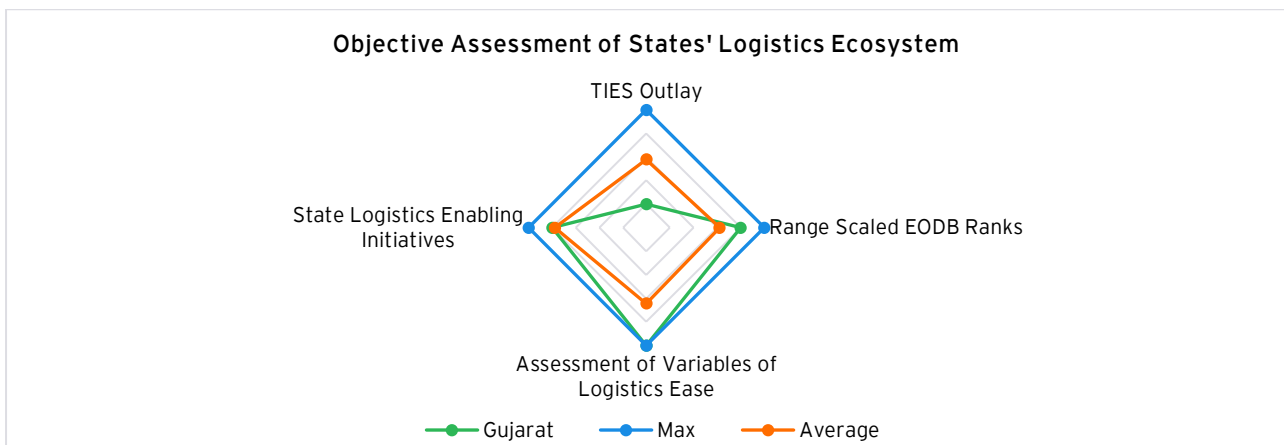 Objective Assessment of States' Logistics Ecosystem
TIES Outlay
State Logistics Enabling
Initiatives
Range Scaled EODB Ranks
Assessment of Variables of
Logistics Ease
Gujarat
Max
Average